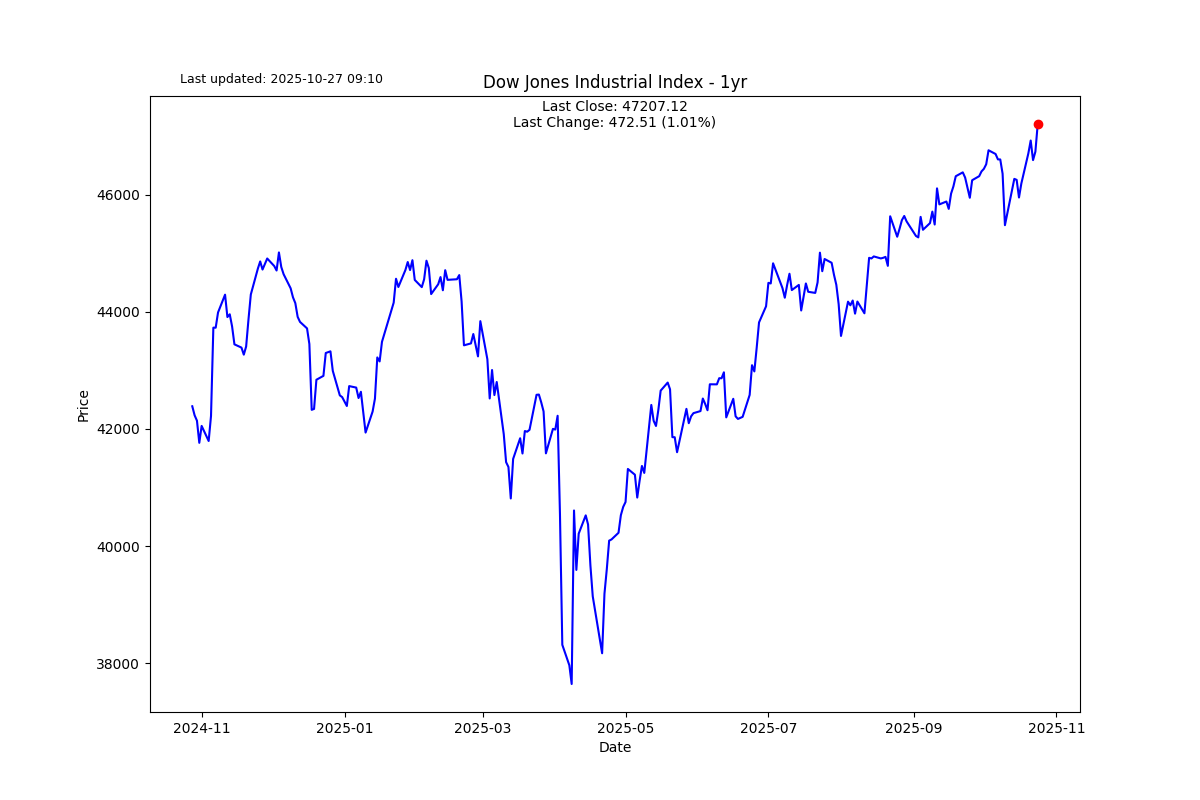 Last updated: 2025-10-27 09:10
Dow Jones Industrial Index - 1yr
Last Close: 47207.12
Last Change: 472.51 (1.01%)
Price
46000
44000
42000
40000
38000
2024-11 2025-01 2025-03 2025-05 2025-07 2025-09 2025-11
Date